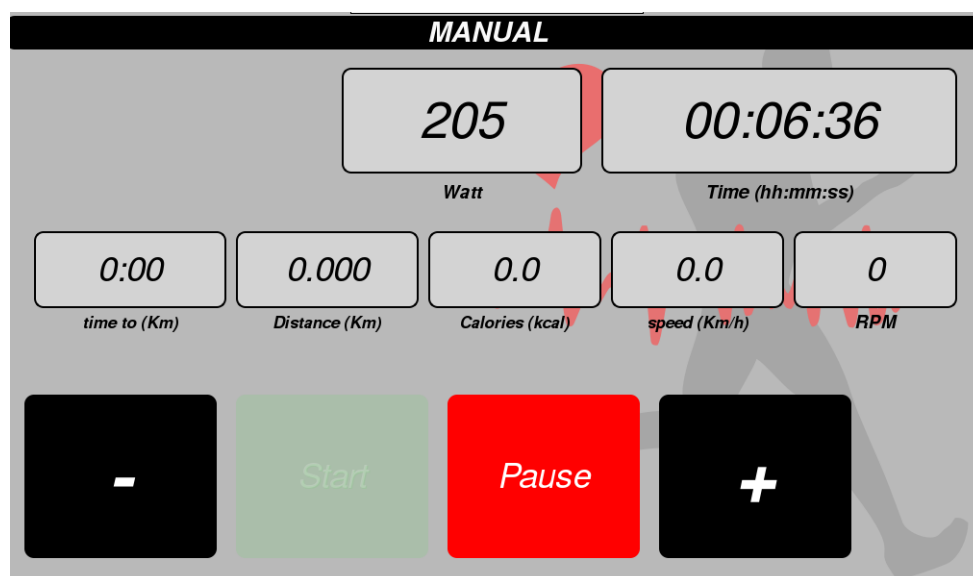 MANUAL
205 00:06:36
Watt Time (hh:mm:ss)
0:00 0.000 0.0 0.0 0
time to (Km) Distance (Km) Calories (kcal) speed (Km/h) RPM
- Start Pause +